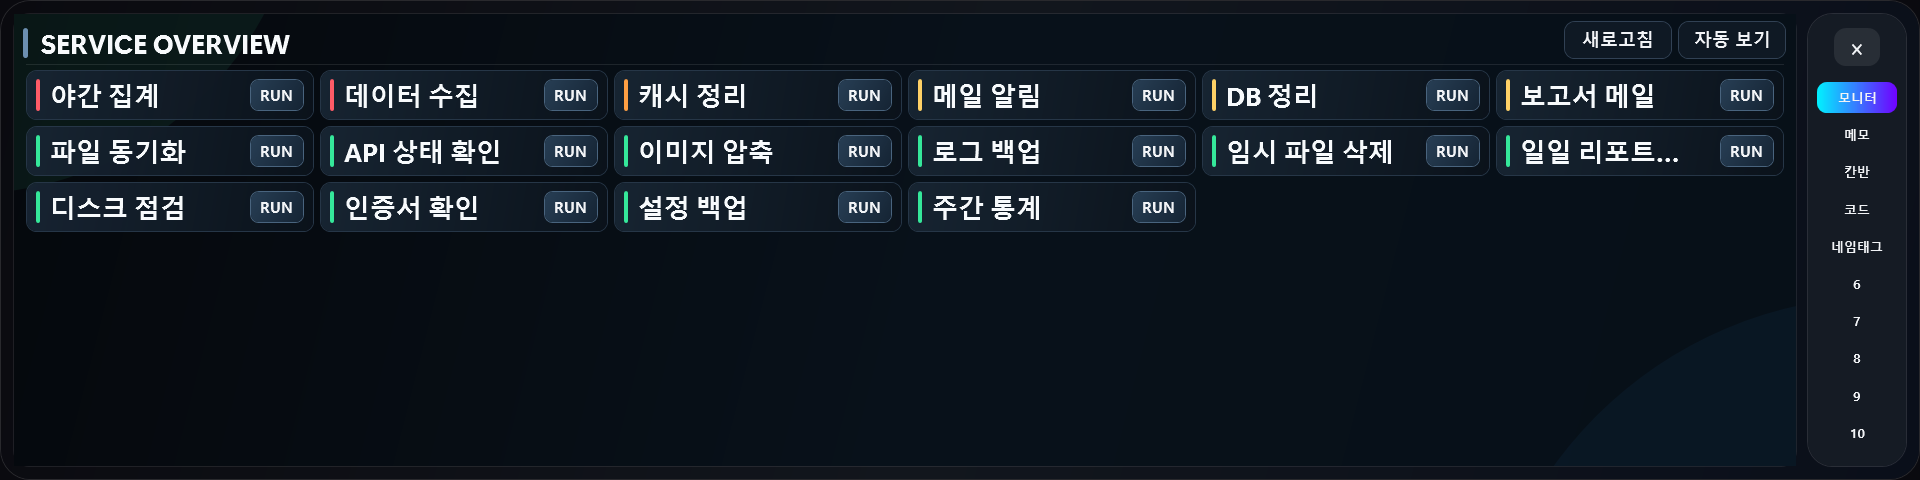 SERVICE OVERVIEW
새로고침
자동 보기
야간 집계 RUN
데이터 수집 RUN
캐시 정리 RUN
메일 알림 RUN
DB 정리 RUN
보고서 메일 RUN
파일 동기화 RUN
API 상태 확인 RUN
이미지 압축 RUN
로그 백업 RUN
임시 파일 삭제 RUN
일일 리포트... RUN
디스크 점검 RUN
인증서 확인 RUN
설정 백업 RUN
주간 통계 RUN
×
모니터
메모
칸반
코드
네임태그
6
7
8
9
10